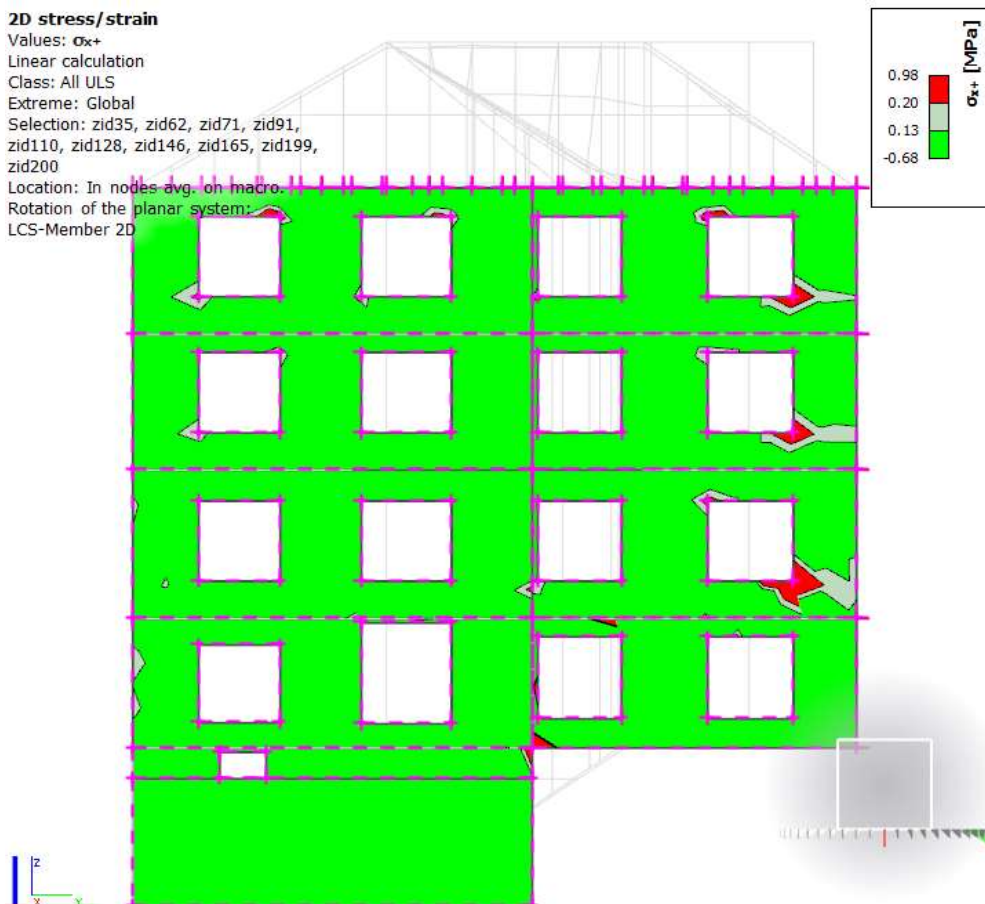 2D stress/strain
Values: σx+
Linear calculation
Class: All ULS
Extreme: Global
Selection: zid35, zid62, zid71, zid91,
zid110, zid128, zid146, zid165, zid199,
zid200
Location: In nodes avg. on macro.
Rotation of the planar system:
LCS-Member 2D
σx+ [MPa]
0.98
0.20
0.13
-0.68
z
x
y